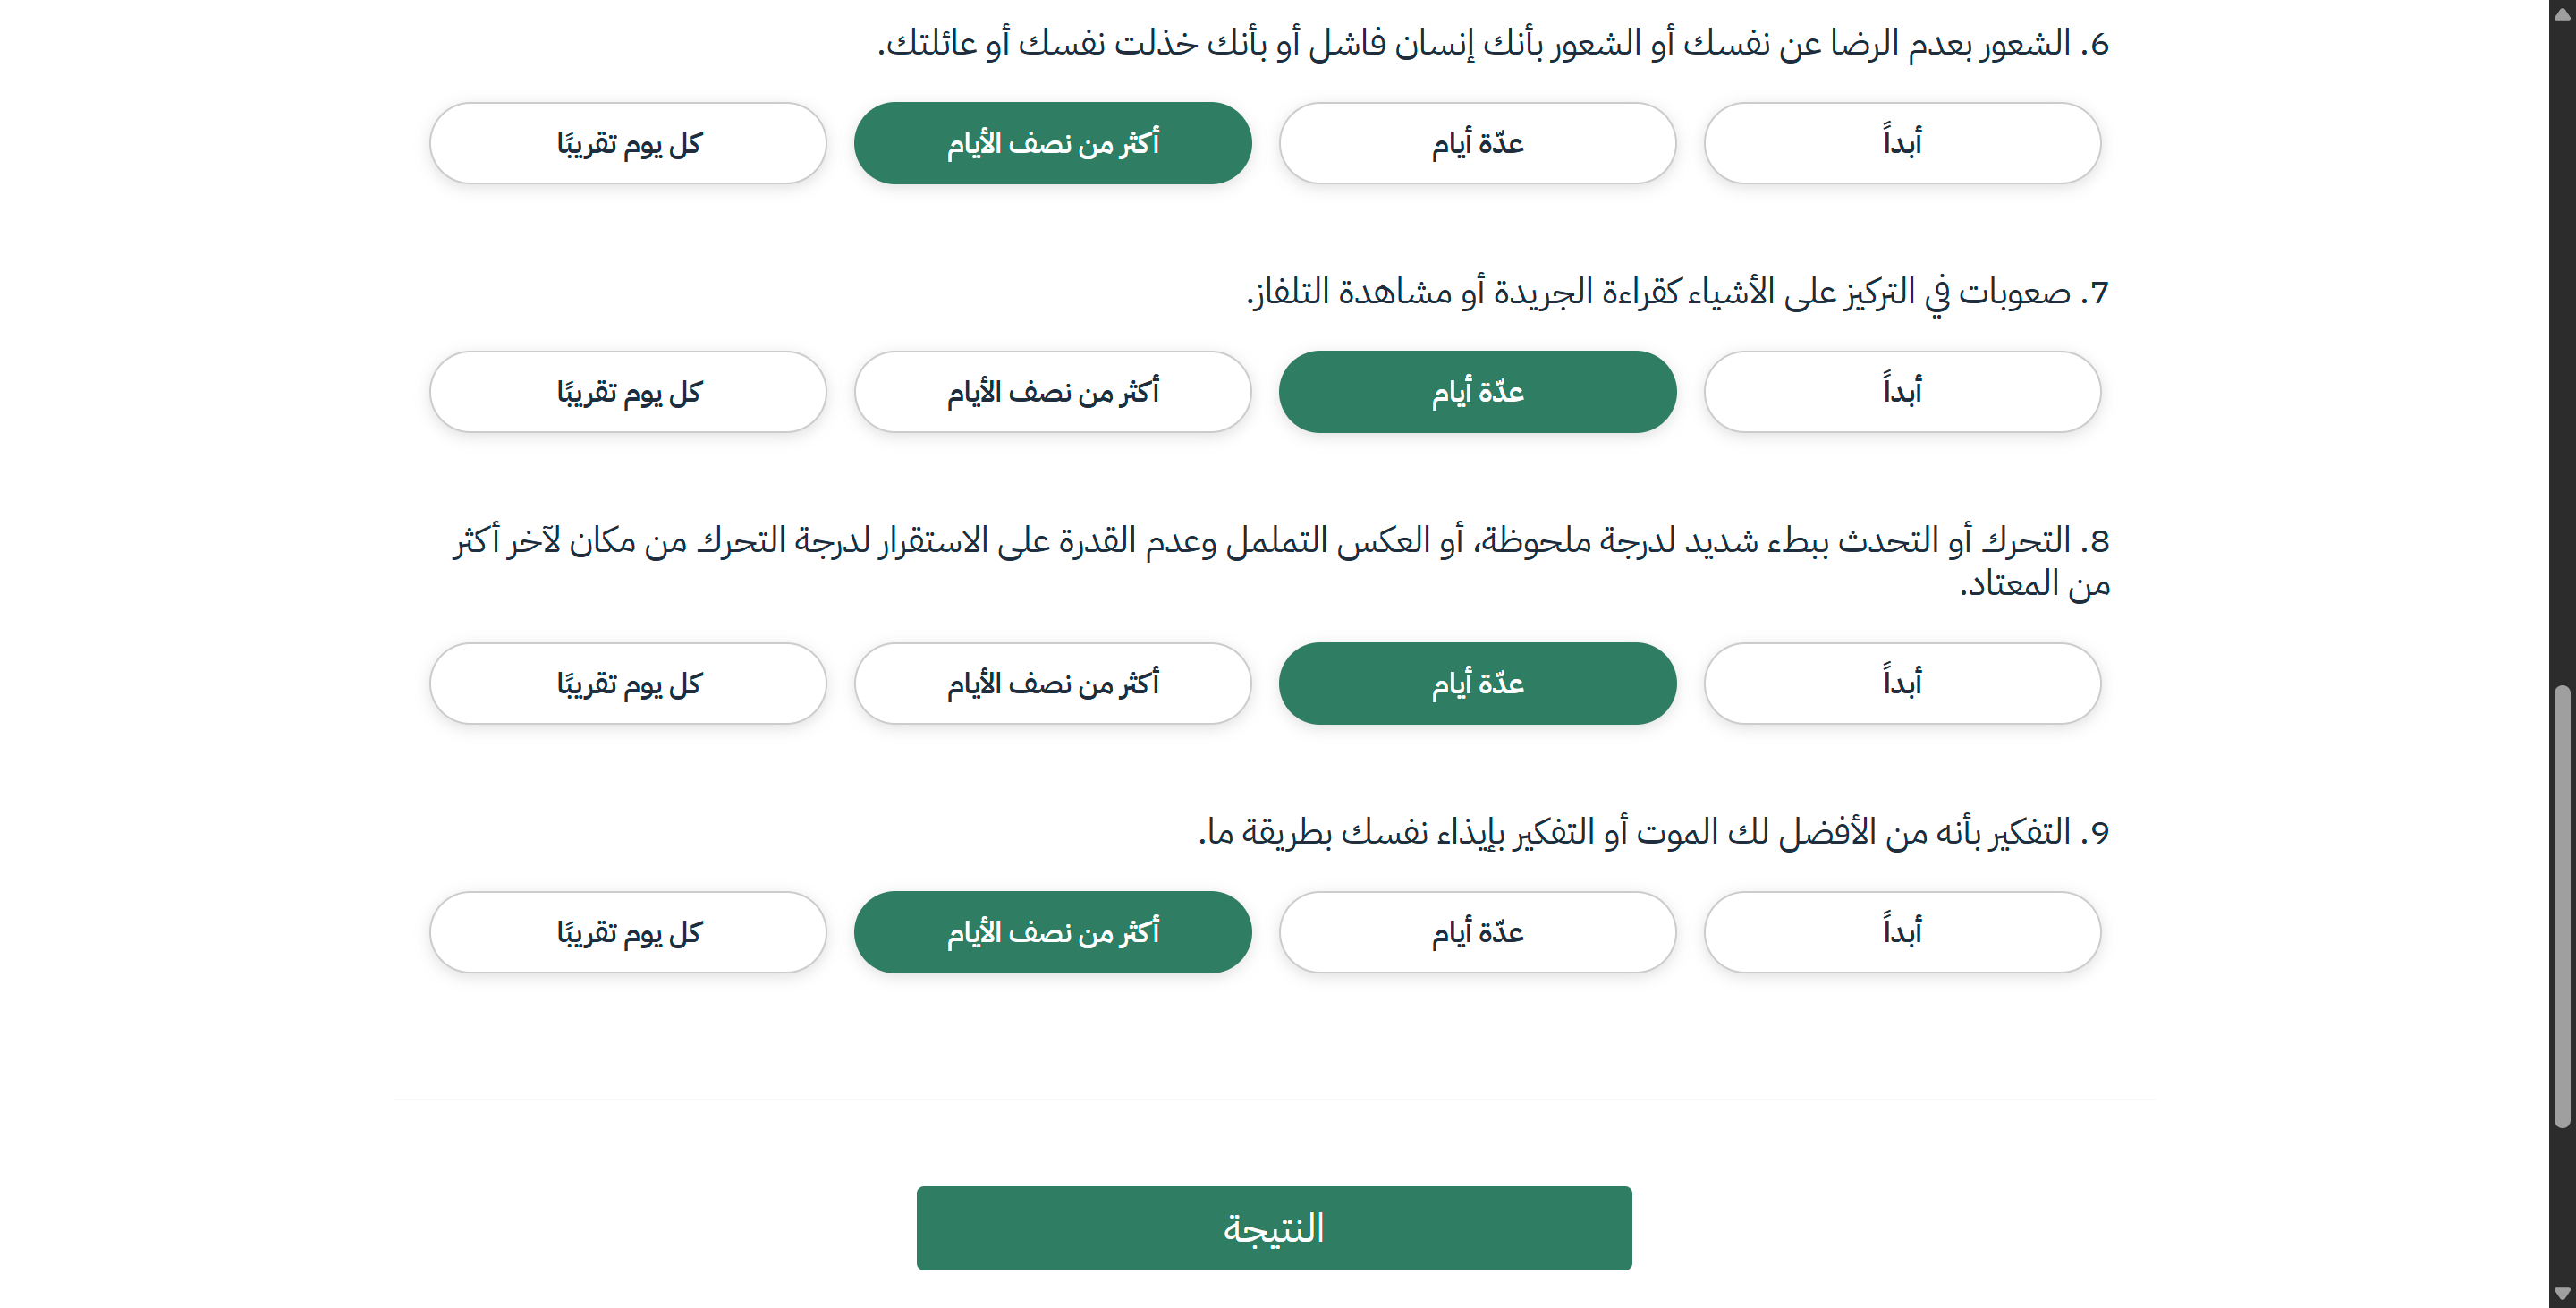 6. الشعور بعدم الرضا عن نفسك أو الشعور بأنك إنسان فاشل أو بأنك خذلت نفسك أو عائلتك.
أبداً
عدّة أيام
أكثر من نصف الأيام
كل يوم تقريبًا
7. صعوبات في التركيز على الأشياء كقراءة الجريدة أو مشاهدة التلفاز.
أبداً
عدّة أيام
أكثر من نصف الأيام
كل يوم تقريبًا
8. التحرك أو التحدث ببطء شديد لدرجة ملحوظة، أو العكس التململ وعدم القدرة على الاستقرار لدرجة التحرك من مكان لآخر أكثر
من المعتاد.
أبداً
عدّة أيام
أكثر من نصف الأيام
كل يوم تقريبًا
9. التفكير بأنه من الأفضل لك الموت أو التفكير بإيذاء نفسك بطريقة ما.
أبداً
عدّة أيام
أكثر من نصف الأيام
كل يوم تقريبًا
النتيجة